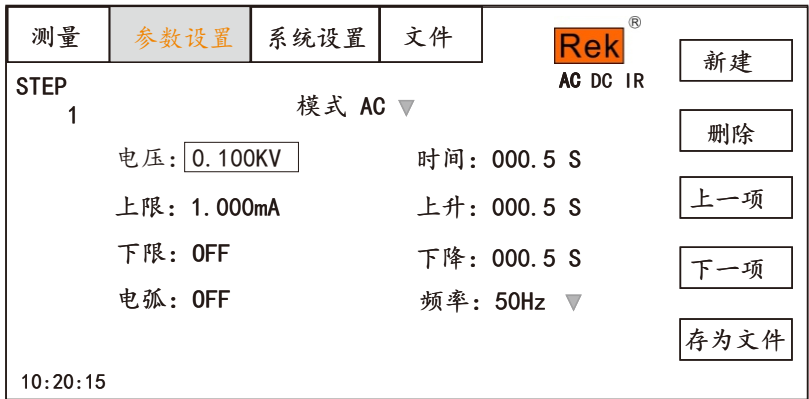 测量 参数设置 系统设置 文件
Rek®
AC DC IR
新建
STEP
1
模式 AC
删除
电压: 0.100KV 时间: 000.5 S
上限: 1.000mA 上升: 000.5 S
上一项
下限: OFF 下降: 000.5 S
下一项
电弧: OFF 频率: 50Hz
存为文件
10:20:15